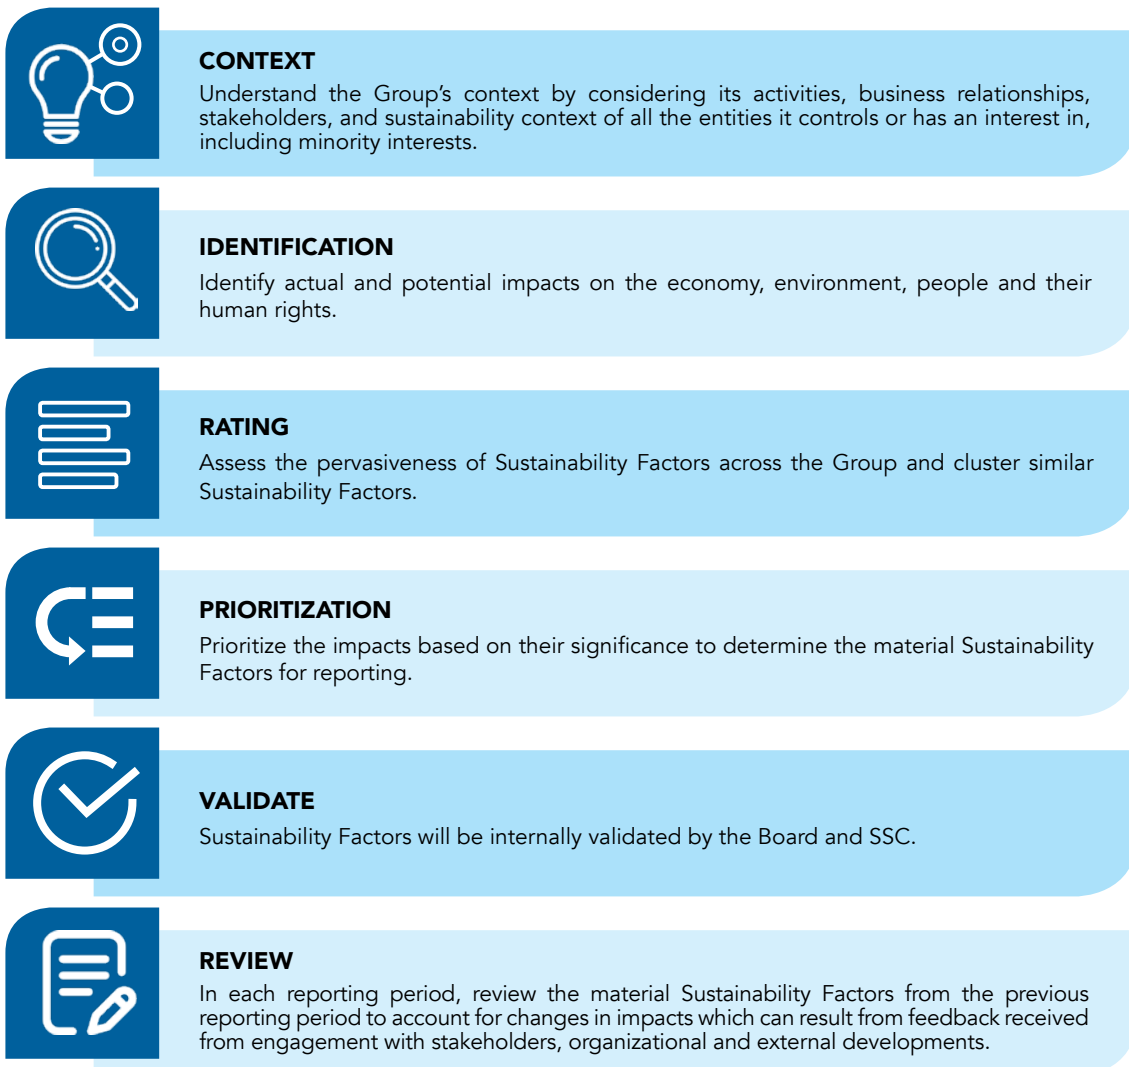 CONTEXT
Understand the Group’s context by considering its activities, business relationships,
stakeholders, and sustainability context of all the entities it controls or has an interest in,
including minority interests.
IDENTIFICATION
Identify actual and potential impacts on the economy, environment, people and their
human rights.
RATING
Assess the pervasiveness of Sustainability Factors across the Group and cluster similar
Sustainability Factors.
PRIORITIZATION
Prioritize the impacts based on their significance to determine the material Sustainability
Factors for reporting.
VALIDATE
Sustainability Factors will be internally validated by the Board and SSC.
REVIEW
In each reporting period, review the material Sustainability Factors from the previous
reporting period to account for changes in impacts which can result from feedback received
from engagement with stakeholders, organizational and external developments.